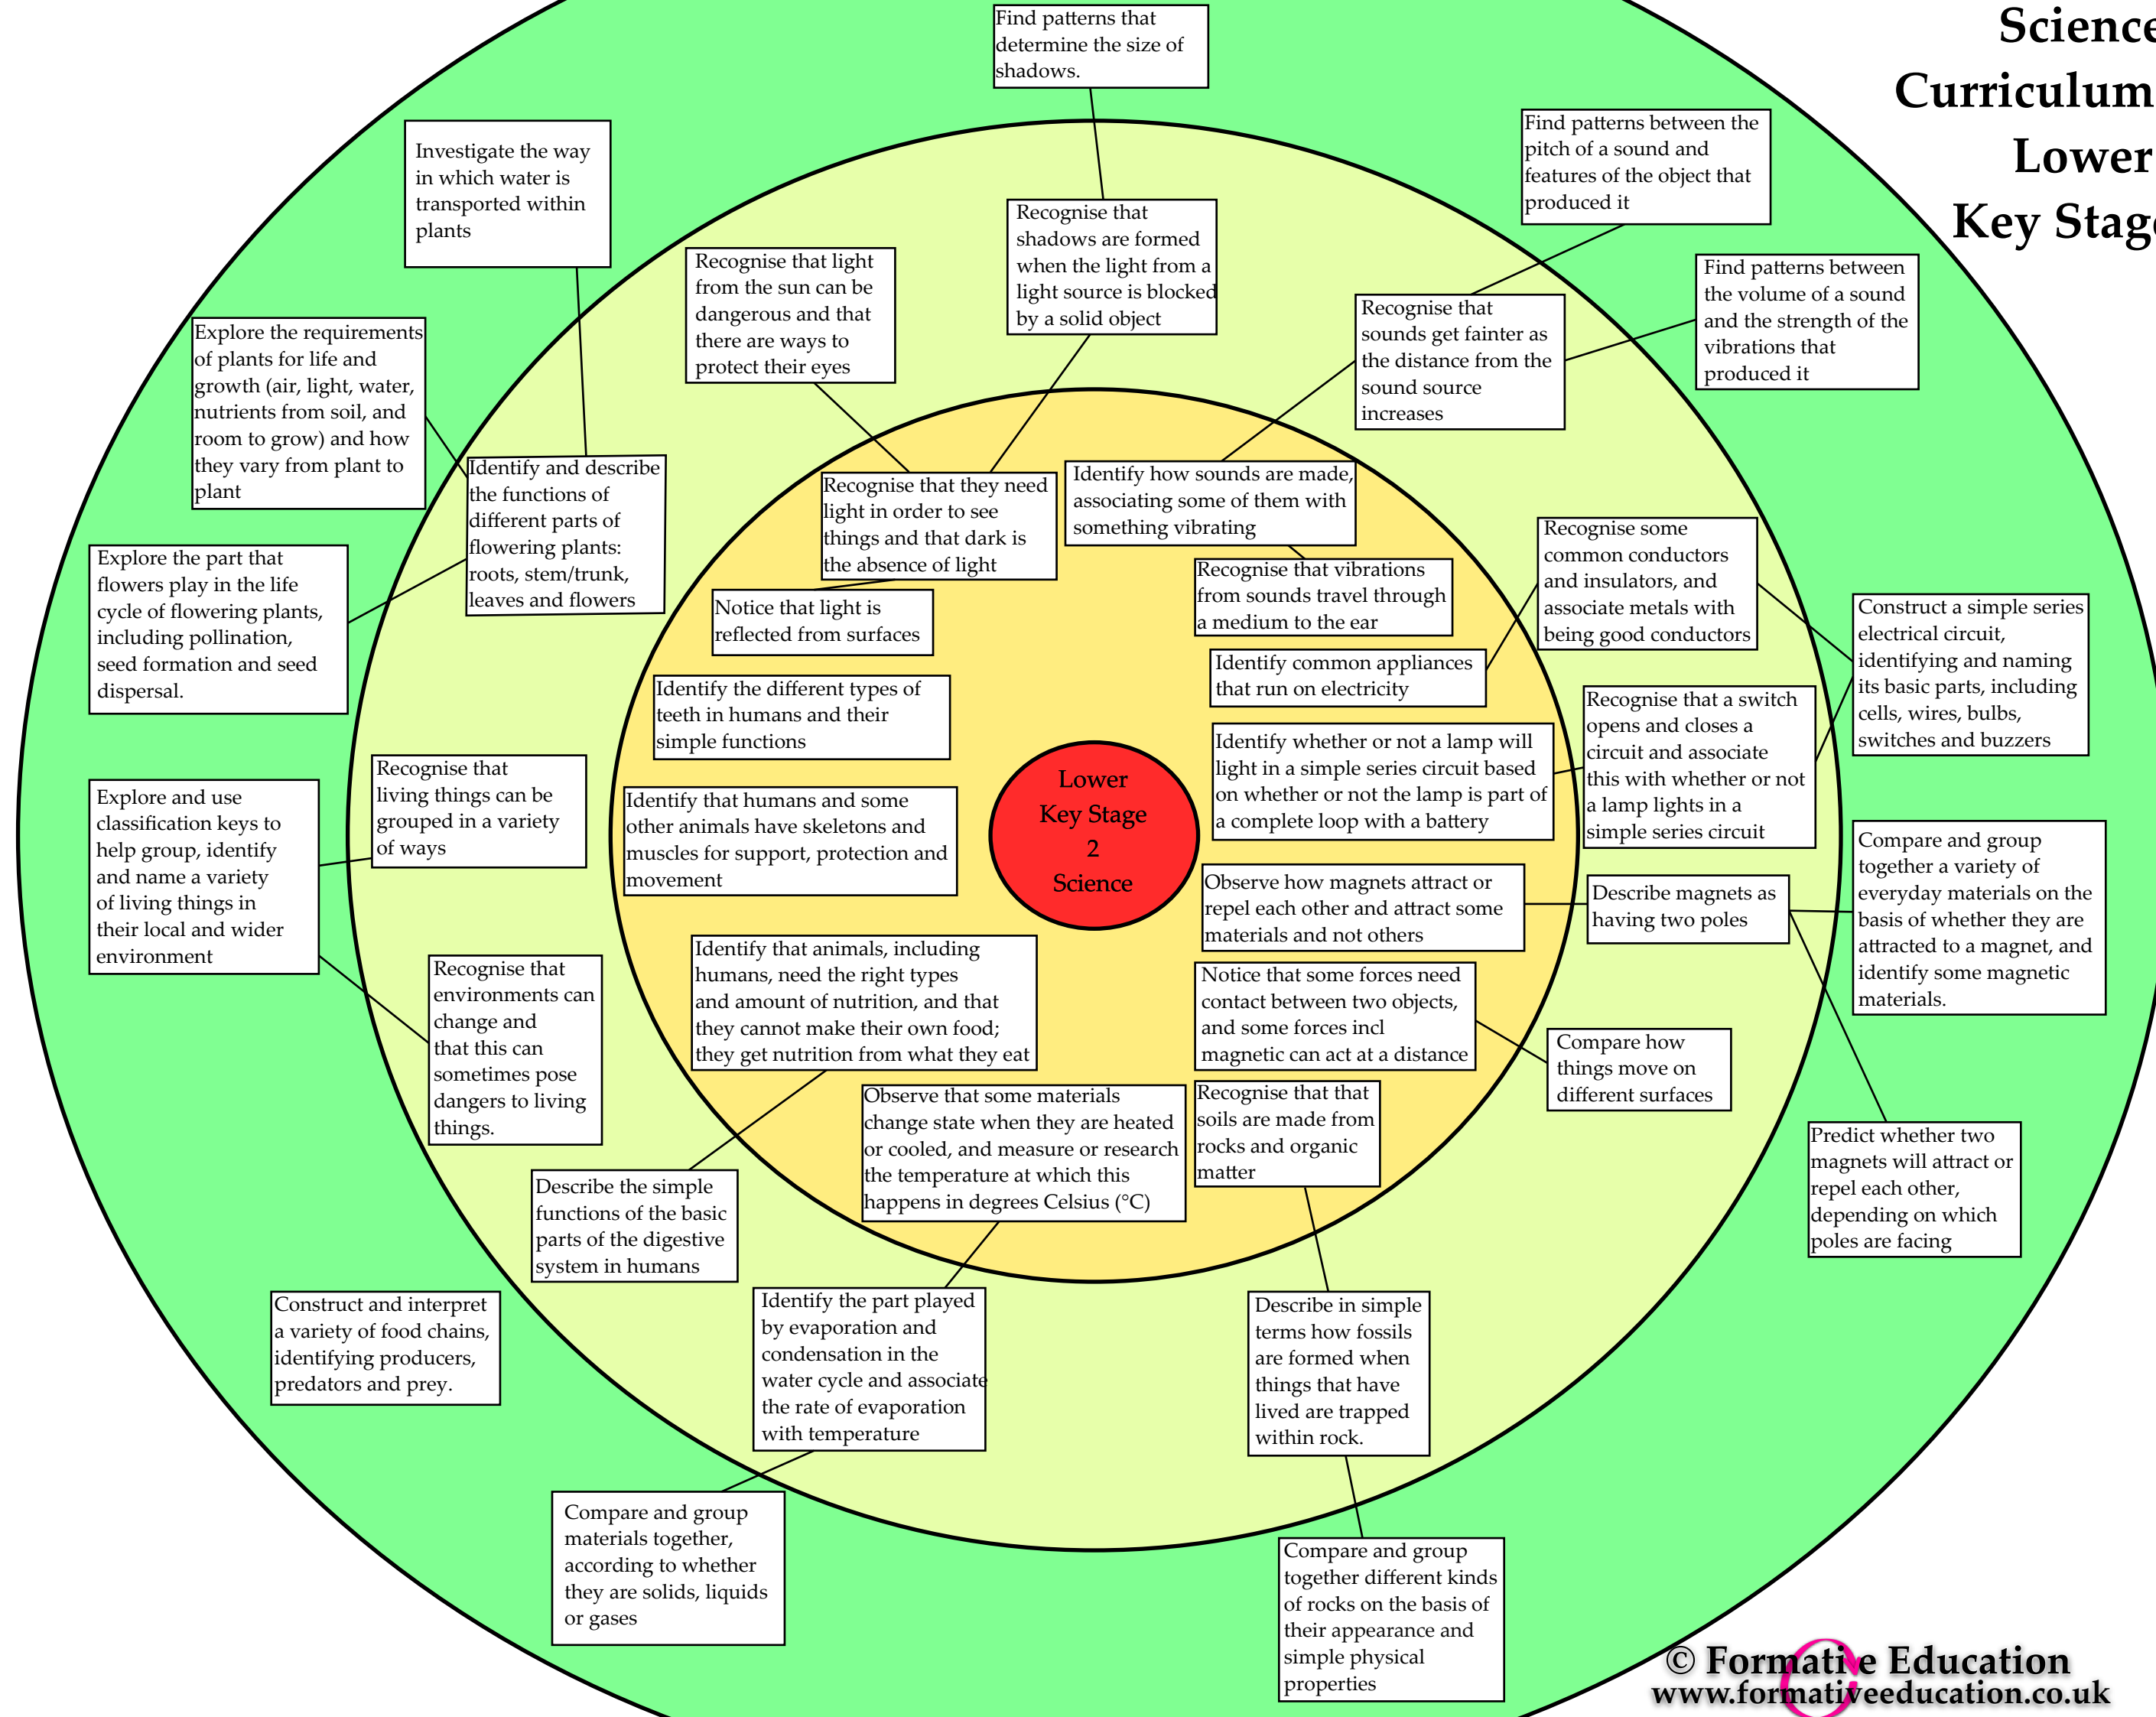 Science
Curriculum
Lower
Key Stage
Find patterns that
determine the size of
shadows.
Investigate the way
in which water is
transported within
plants
Find patterns between the
pitch of a sound and
features of the object that
produced it
Recognise that
shadows are formed
when the light from a
light source is blocked
by a solid object
Recognise that light
from the sun can be
dangerous and that
there are ways to
protect their eyes
Find patterns between
the volume of a sound
and the strength of the
vibrations that
produced it
Recognise that
sounds get fainter as
the distance from the
sound source
increases
Explore the requirements
of plants for life and
growth (air, light, water,
nutrients from soil, and
room to grow) and how
they vary from plant to
plant
Identify and describe
the functions of
different parts of
flowering plants:
roots, stem/trunk,
leaves and flowers
Recognise that they need
light in order to see
things and that dark is
the absence of light
Identify how sounds are made,
associating some of them with
something vibrating
Recognise that vibrations
from sounds travel through
a medium to the ear
Recognise some
common conductors
and insulators, and
associate metals with
being good conductors
Explore the part that
flowers play in the life
cycle of flowering plants,
including pollination,
seed formation and seed
dispersal.
Notice that light is
reflected from surfaces
Identify common appliances
that run on electricity
Construct a simple series
electrical circuit,
identifying and naming
its basic parts, including
cells, wires, bulbs,
switches and buzzers
Identify the different types of
teeth in humans and their
simple functions
Recognise that a switch
opens and closes a
circuit and associate
this with whether or not
a lamp lights in a
simple series circuit
Identify whether or not a lamp will
light in a simple series circuit based
on whether or not the lamp is part of
a complete loop with a battery
Lower
Key Stage
2
Science
Recognise that
living things can be
grouped in a variety
of ways
Explore and use
classification keys to
help group, identify
and name a variety
of living things in
their local and wider
environment
Identify that humans and some
other animals have skeletons and
muscles for support, protection and
movement
Compare and group
together a variety of
everyday materials on the
basis of whether they are
attracted to a magnet, and
identify some magnetic
materials.
Observe how magnets attract or
repel each other and attract some
materials and not others
Describe magnets as
having two poles
Identify that animals, including
humans, need the right types
and amount of nutrition, and that
they cannot make their own food;
they get nutrition from what they eat
Recognise that
environments can
change and
that this can
sometimes pose
dangers to living
things.
Notice that some forces need
contact between two objects,
and some forces incl
magnetic can act at a distance
Compare how
things move on
different surfaces
Observe that some materials
change state when they are heated
or cooled, and measure or research
the temperature at which this
happens in degrees Celsius (°C)
Recognise that that
soils are made from
rocks and organic
matter
Predict whether two
magnets will attract or
repel each other,
depending on which
poles are facing
Describe the simple
functions of the basic
parts of the digestive
system in humans
Construct and interpret
a variety of food chains,
identifying producers,
predators and prey.
Identify the part played
by evaporation and
condensation in the
water cycle and associate
the rate of evaporation
with temperature
Describe in simple
terms how fossils
are formed when
things that have
lived are trapped
within rock.
Compare and group
materials together,
according to whether
they are solids, liquids
or gases
Compare and group
together different kinds
of rocks on the basis of
their appearance and
simple physical
properties
© Formative Education
www.formativeeducation.co.uk